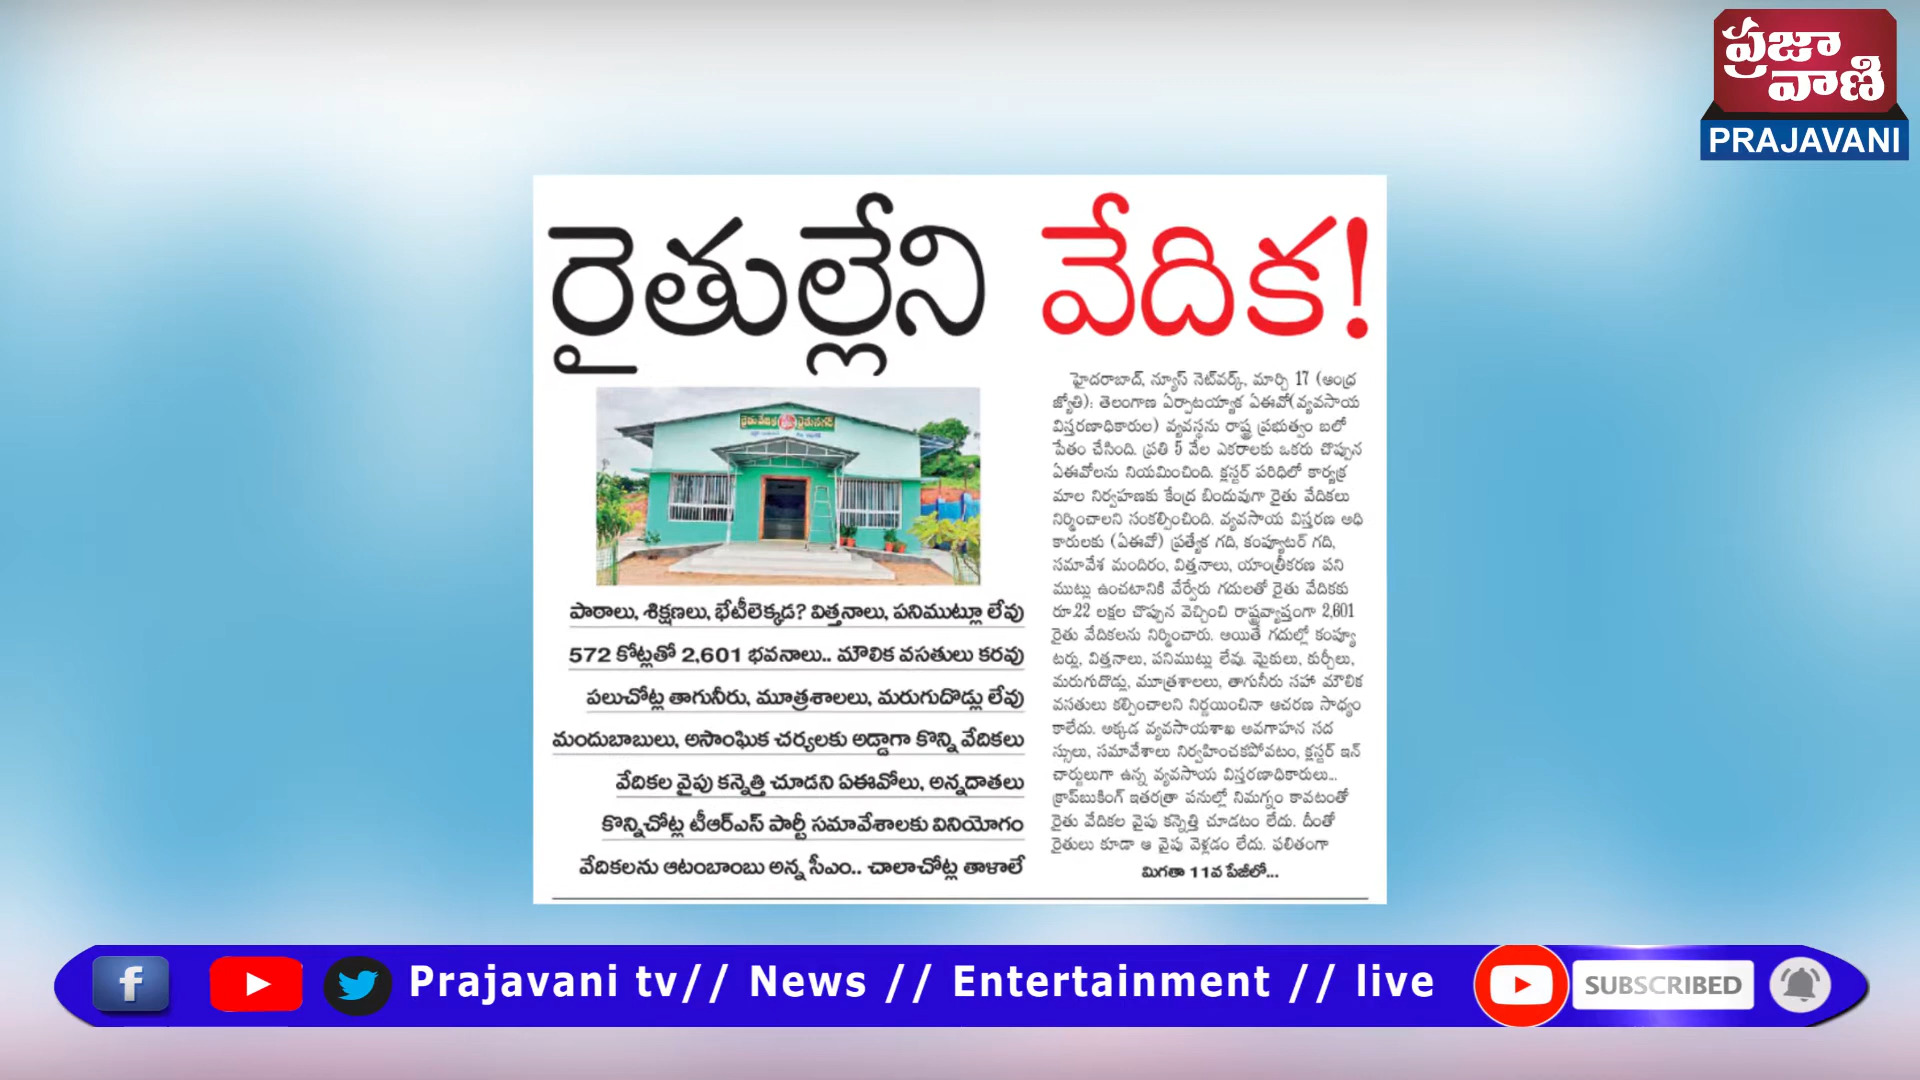 ప్రజా
వాణి
PRAJAVANI
రైతుల్లేని వేదిక!
రైతు వేదిక రైతునగర్
పాఠాలు, శిక్షణలు, భేటీలెక్కడ? విత్తనాలు, పనిముట్లూ లేవు
572 కోట్లతో 2,601 భవనాలు.. మౌలిక వసతులు కరవు
పలుచోట్ల తాగునీరు, మూత్రశాలలు, మరుగుదొడ్లు లేవు
మందుబాబులు, అసాంఘిక చర్యలకు అడ్డాగా కొన్ని వేదికలు
వేదికల వైపు కన్నెత్తి చూడని ఏఈవోలు, అన్నదాతలు
కొన్నిచోట్ల టీఆర్ఎస్ పార్టీ సమావేశాలకు వినియోగం
వేదికలను ఆటంబాంబు అన్న సీఎం.. చాలాచోట్ల తాళాలే
హైదరాబాద్, న్యూస్ నెట్‌వర్క్, మార్చి 17 (ఆంధ్ర
జ్యోతి): తెలంగాణ ఏర్పాటయ్యాక ఏఈవో(వ్యవసాయ
విస్తరణాధికారుల) వ్యవస్థను రాష్ట్ర ప్రభుత్వం బలో
పేతం చేసింది. ప్రతి 5 వేల ఎకరాలకు ఒకరు చొప్పున
ఏఈవోలను నియమించింది. క్లస్టర్ పరిధిలో కార్యక్ర
మాల నిర్వహణకు కేంద్ర బిందువుగా రైతు వేదికలు
నిర్మించాలని సంకల్పించింది. వ్యవసాయ విస్తరణ అధి
కారులకు (ఏఈవో) ప్రత్యేక గది, కంప్యూటర్ గది,
సమావేశ మందిరం, విత్తనాలు, యాంత్రీకరణ పని
ముట్లు ఉంచటానికి వేర్వేరు గదులతో రైతు వేదికకు
రూ.22 లక్షల చొప్పున వెచ్చించి రాష్ట్రవ్యాప్తంగా 2,601
రైతు వేదికలను నిర్మించారు. అయితే గదుల్లో కంప్యూ
టర్లు, విత్తనాలు, పనిముట్లు లేవు. మైకులు, కుర్చీలు,
మరుగుదొడ్లు, మూత్రశాలలు, తాగునీరు సహా మౌలిక
వసతులు కల్పించాలని నిర్ణయించినా ఆచరణ సాధ్యం
కాలేదు. అక్కడ వ్యవసాయశాఖ అవగాహన సద
స్సులు, సమావేశాలు నిర్వహించకపోవటం, క్లస్టర్ ఇన్
చార్జులుగా ఉన్న వ్యవసాయ విస్తరణాధికారులు...
క్రాప్‌బుకింగ్ ఇతరత్రా పనుల్లో నిమగ్నం కావటంతో
రైతు వేదికల వైపు కన్నెత్తి చూడటం లేదు. దీంతో
రైతులు కూడా ఆ వైపు వెళ్లడం లేదు. ఫలితంగా
మిగతా 11వ పేజీలో...
Prajavani tv// News // Entertainment // live
SUBSCRIBED